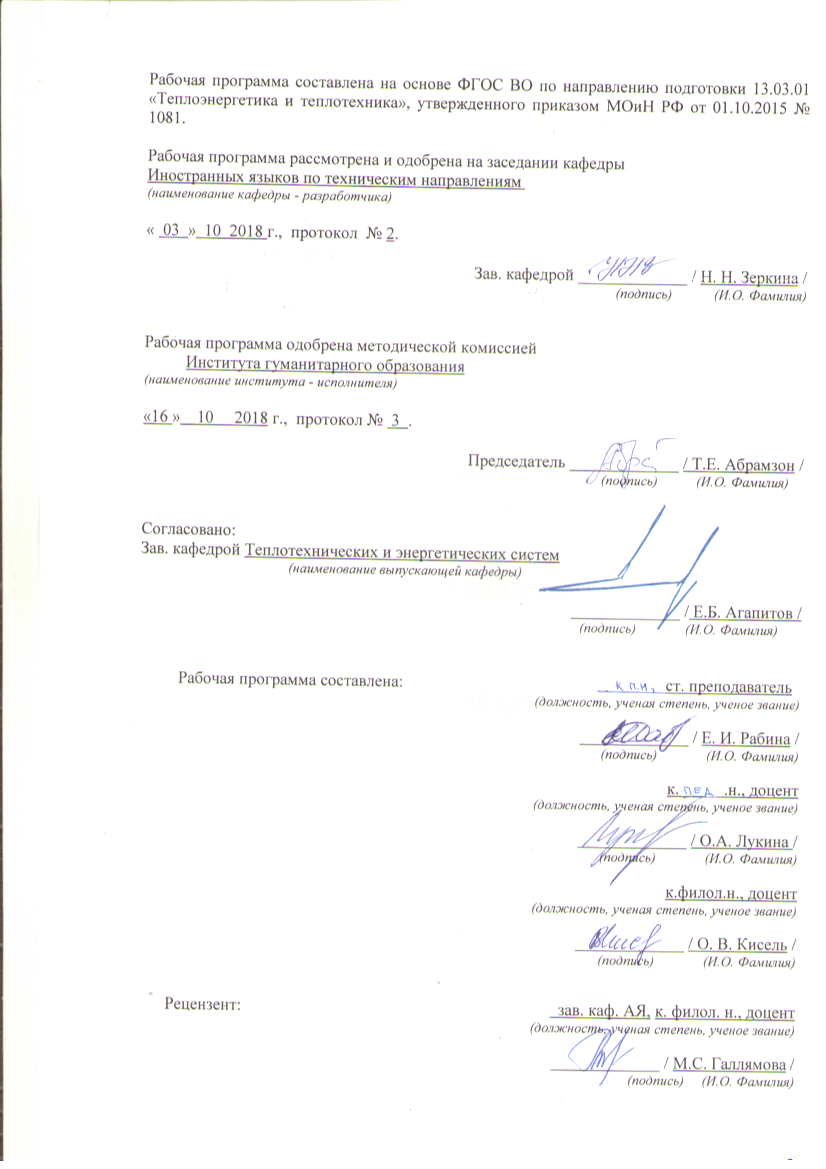 Рабочая программа составлена на основе ФГОС ВО по направлению подготовки 13.03.01
«Теплоэнергетика и теплотехника», утвержденного приказом МОиН РФ от 01.10.2015 №
1081.
Рабочая программа рассмотрена и одобрена на заседании кафедры
Иностранных языков по техническим направлениям
(наименование кафедры - разработчика)
« 03 » 10 2018 г., протокол № 2.
Зав. кафедрой / Н. Н. Зеркина /
(подпись) (И.О. Фамилия)
Рабочая программа одобрена методической комиссией
Института гуманитарного образования
(наименование института - исполнителя)
«16 » 10 2018 г., протокол № 3 .
Председатель / Т.Е. Абрамзон /
(подпись) (И.О. Фамилия)
Согласовано:
Зав. кафедрой Теплотехнических и энергетических систем
(наименование выпускающей кафедры)
/ Е.Б. Агапитов /
(подпись) (И.О. Фамилия)
Рабочая программа составлена: к.п.н., ст. преподаватель
(должность, ученая степень, ученое звание)
/ Е. И. Рабина /
(подпись) (И.О. Фамилия)
к. пед .н., доцент
(должность, ученая степень, ученое звание)
/ О.А. Лукина /
(подпись) (И.О. Фамилия)
к.филол.н., доцент
(должность, ученая степень, ученое звание)
/ О. В. Кисель /
(подпись) (И.О. Фамилия)
Рецензент: зав. каф. АЯ, к. филол. н., доцент
(должность, ученая степень, ученое звание)
/ М.С. Галлямова /
(подпись) (И.О. Фамилия)